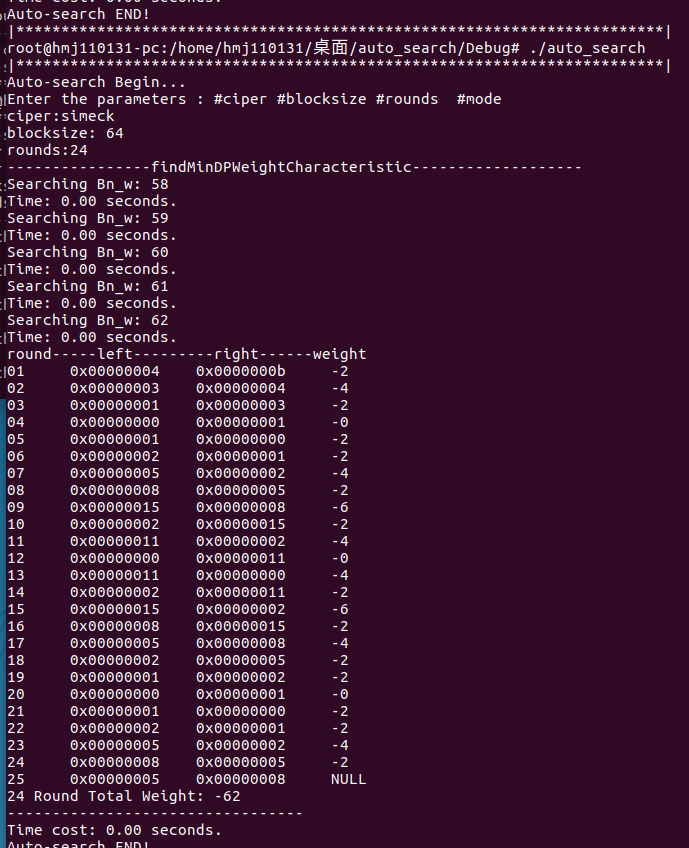 Time cost: 0.00 seconds.
Auto-search END!
|************************************************************************|
root@hmj110131-pc:/home/hmj110131/桌面/auto_search/Debug# ./auto_search
|************************************************************************|
Auto-search Begin...
Enter the parameters : #ciper #blocksize #rounds  #mode
ciper:simeck
blocksize: 64
rounds:24
----------------findMinDPWeightCharacteristic-------------------
Searching Bn_w: 58
Time: 0.00 seconds.
Searching Bn_w: 59
Time: 0.00 seconds.
Searching Bn_w: 60
Time: 0.00 seconds.
Searching Bn_w: 61
Time: 0.00 seconds.
Searching Bn_w: 62
Time: 0.00 seconds.
round-----left---------right------weight
01     0x00000004    0x0000000b     -2
02     0x00000003    0x00000004     -4
03     0x00000001    0x00000003     -2
04     0x00000000    0x00000001     -0
05     0x00000001    0x00000000     -2
06     0x00000002    0x00000001     -2
07     0x00000005    0x00000002     -4
08     0x00000008    0x00000005     -2
09     0x00000015    0x00000008     -6
10     0x00000002    0x00000015     -2
11     0x00000011    0x00000002     -4
12     0x00000000    0x00000011     -0
13     0x00000011    0x00000000     -4
14     0x00000002    0x00000011     -2
15     0x00000015    0x00000002     -6
16     0x00000008    0x00000015     -2
17     0x00000005    0x00000008     -4
18     0x00000002    0x00000005     -2
19     0x00000001    0x00000002     -2
20     0x00000000    0x00000001     -0
21     0x00000001    0x00000000     -2
22     0x00000002    0x00000001     -2
23     0x00000005    0x00000002     -4
24     0x00000008    0x00000005     -2
25     0x00000005    0x00000008     NULL
24 Round Total Weight: -62
---------------------------------
Time cost: 0.00 seconds.
Auto-search END!